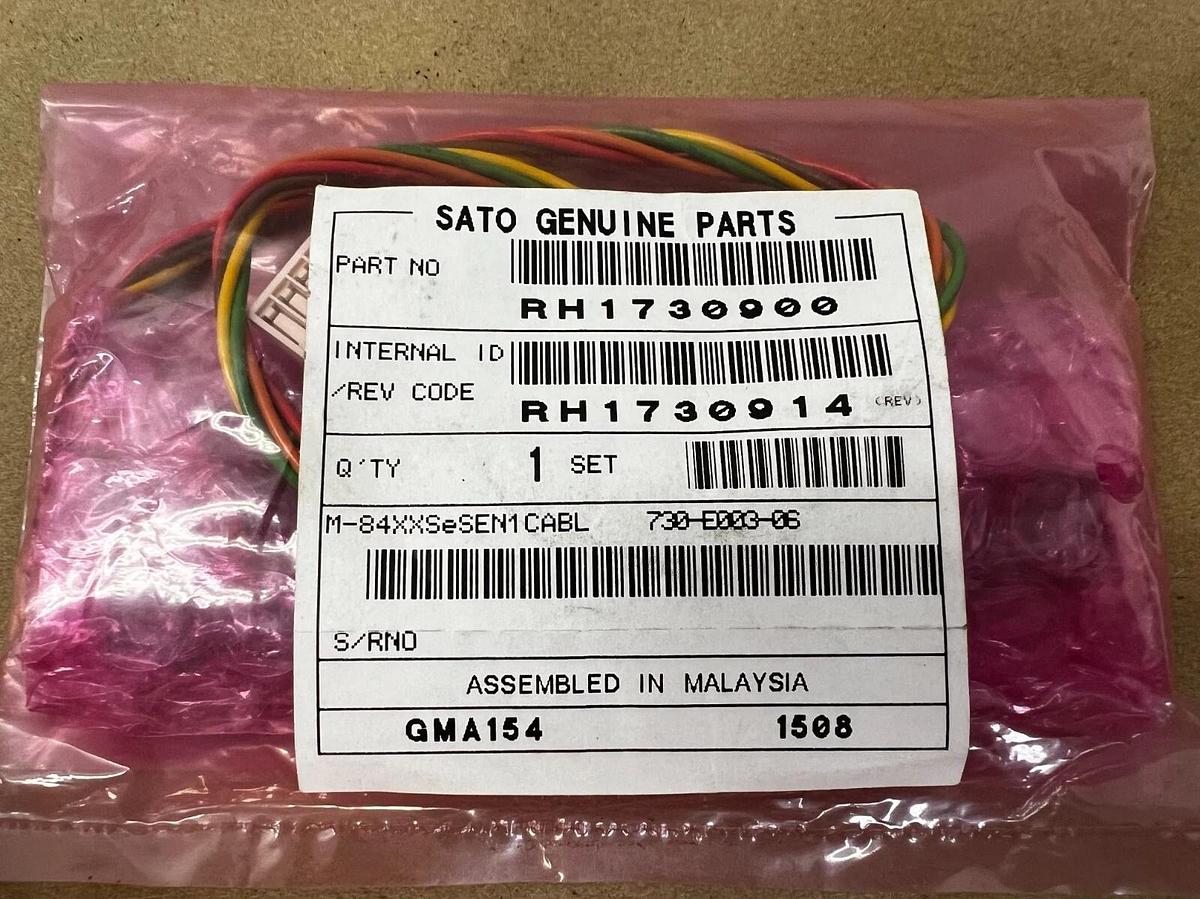 SATO GENUINE PARTS
PART NO
RH1730900
INTERNAL ID
/REV CODE
RH1730914 (REV)
Q'TY 1 SET
M-84XXSeSEN1CABL 730-E003-06
S/RNO
ASSEMBLED IN MALAYSIA
GMA154 1508